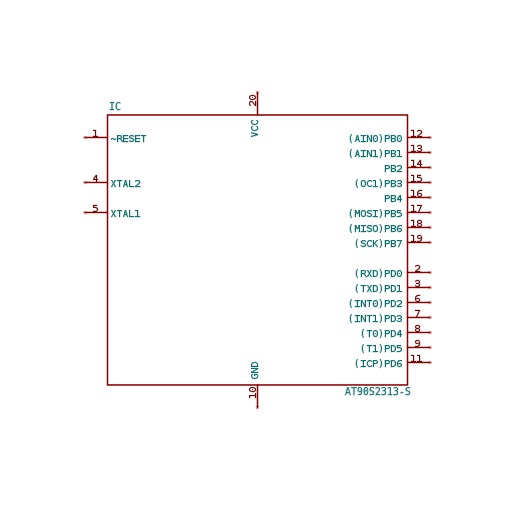 20
IC
VCC
1 ~RESET
(AIN0)PB0 12
(AIN1)PB1 13
PB2 14
4 XTAL2
(OC1)PB3 15
PB4 16
5 XTAL1
(MOSI)PB5 17
(MISO)PB6 18
(SCK)PB7 19
(RXD)PD0 2
(TXD)PD1 3
(INT0)PD2 6
(INT1)PD3 7
(T0)PD4 8
(T1)PD5 9
(ICP)PD6 11
GND
10
AT90S2313-S